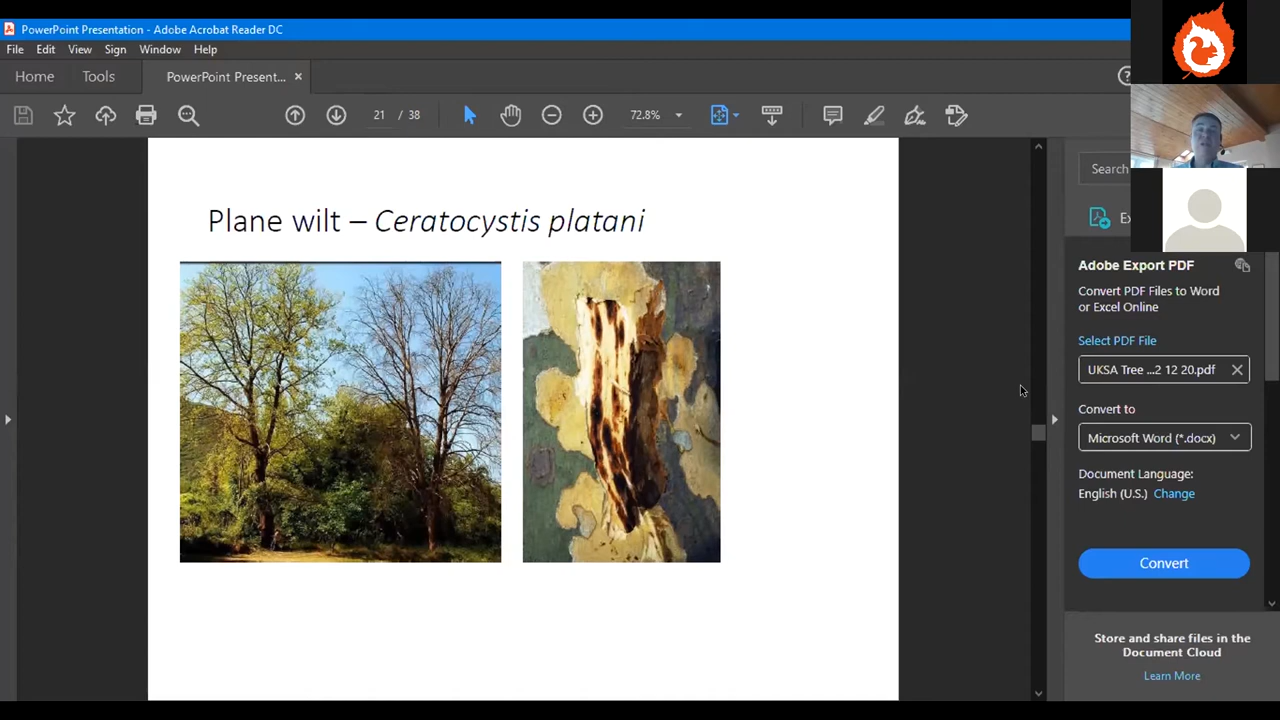 PowerPoint Presentation - Adobe Acrobat Reader DC
File Edit View Sign Window Help
Home Tools PowerPoint Present... ×
21 / 38 72.8%
Search
Plane wilt – Ceratocystis platani
Adobe Export PDF
Convert PDF Files to Word
or Excel Online
Select PDF File
UKSA Tree ...2 12 20.pdf
Convert to
Microsoft Word (*.docx)
Document Language:
English (U.S.) Change
Convert
Store and share files in the
Document Cloud
Learn More